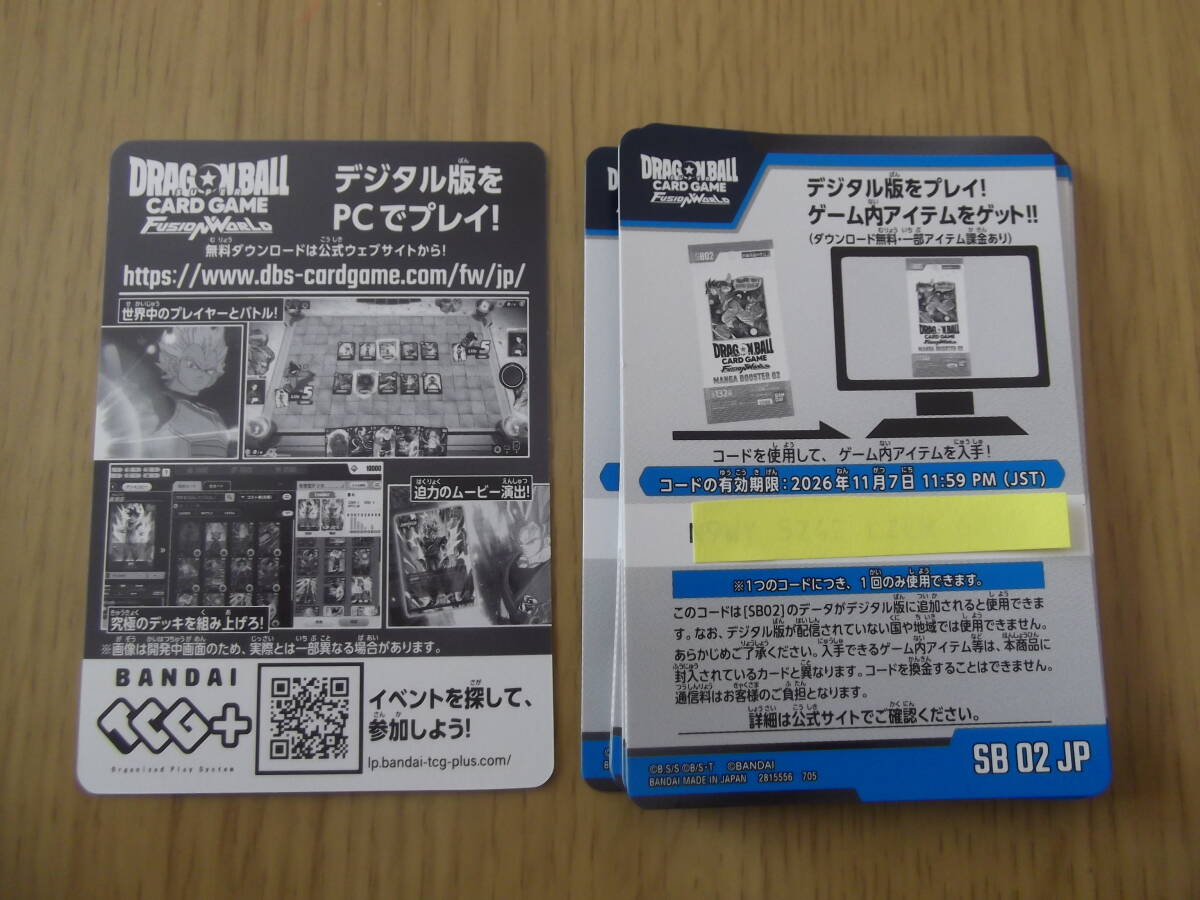 DRAGONBALL
SUPER
CARD GAME
FUSION WORLD
デジタル版を
PCでプレイ!
無料ダウンロードは公式ウェブサイトから!
https://www.dbs-cardgame.com/fw/jp/
世界中のプレイヤーとバトル!
迫力のムービー演出!
究極のデッキを組み上げろ!
※画像は開発中画面のため、実際とは一部異なる場合があります。
BANDAI
TCG+
Organized Play System
イベントを探して、
参加しよう!
lp.bandai-tcg-plus.com/
DRAGONBALL
SUPER
CARD GAME
FUSION WORLD
デジタル版をプレイ!
ゲーム内アイテムをゲット!!
(ダウンロード無料・一部アイテム課金あり)
SB02
DRAGONBALL
CARD GAME
FUSION WORLD
MANGA BOOSTER 02
DRAGONBALL
CARD GAME
FUSION WORLD
MANGA BOOSTER 02
コードを使用して、ゲーム内アイテムを入手!
コードの有効期限:2026年11月7日 11:59 PM (JST)
※1つのコードにつき、1回のみ使用できます。
このコードは[SB02]のデータがデジタル版に追加されると使用できま
す。なお、デジタル版が配信されていない国や地域では使用できません。
あらかじめご了承ください。入手できるゲーム内アイテム等は、本商品に
封入されているカードと異なります。コードを換金することはできません。
通信料はお客様のご負担となります。
詳細は公式サイトでご確認ください。
©B.S/S ©B/S・T ©BANDAI
BANDAI MADE IN JAPAN 2815556 705
SB 02 JP